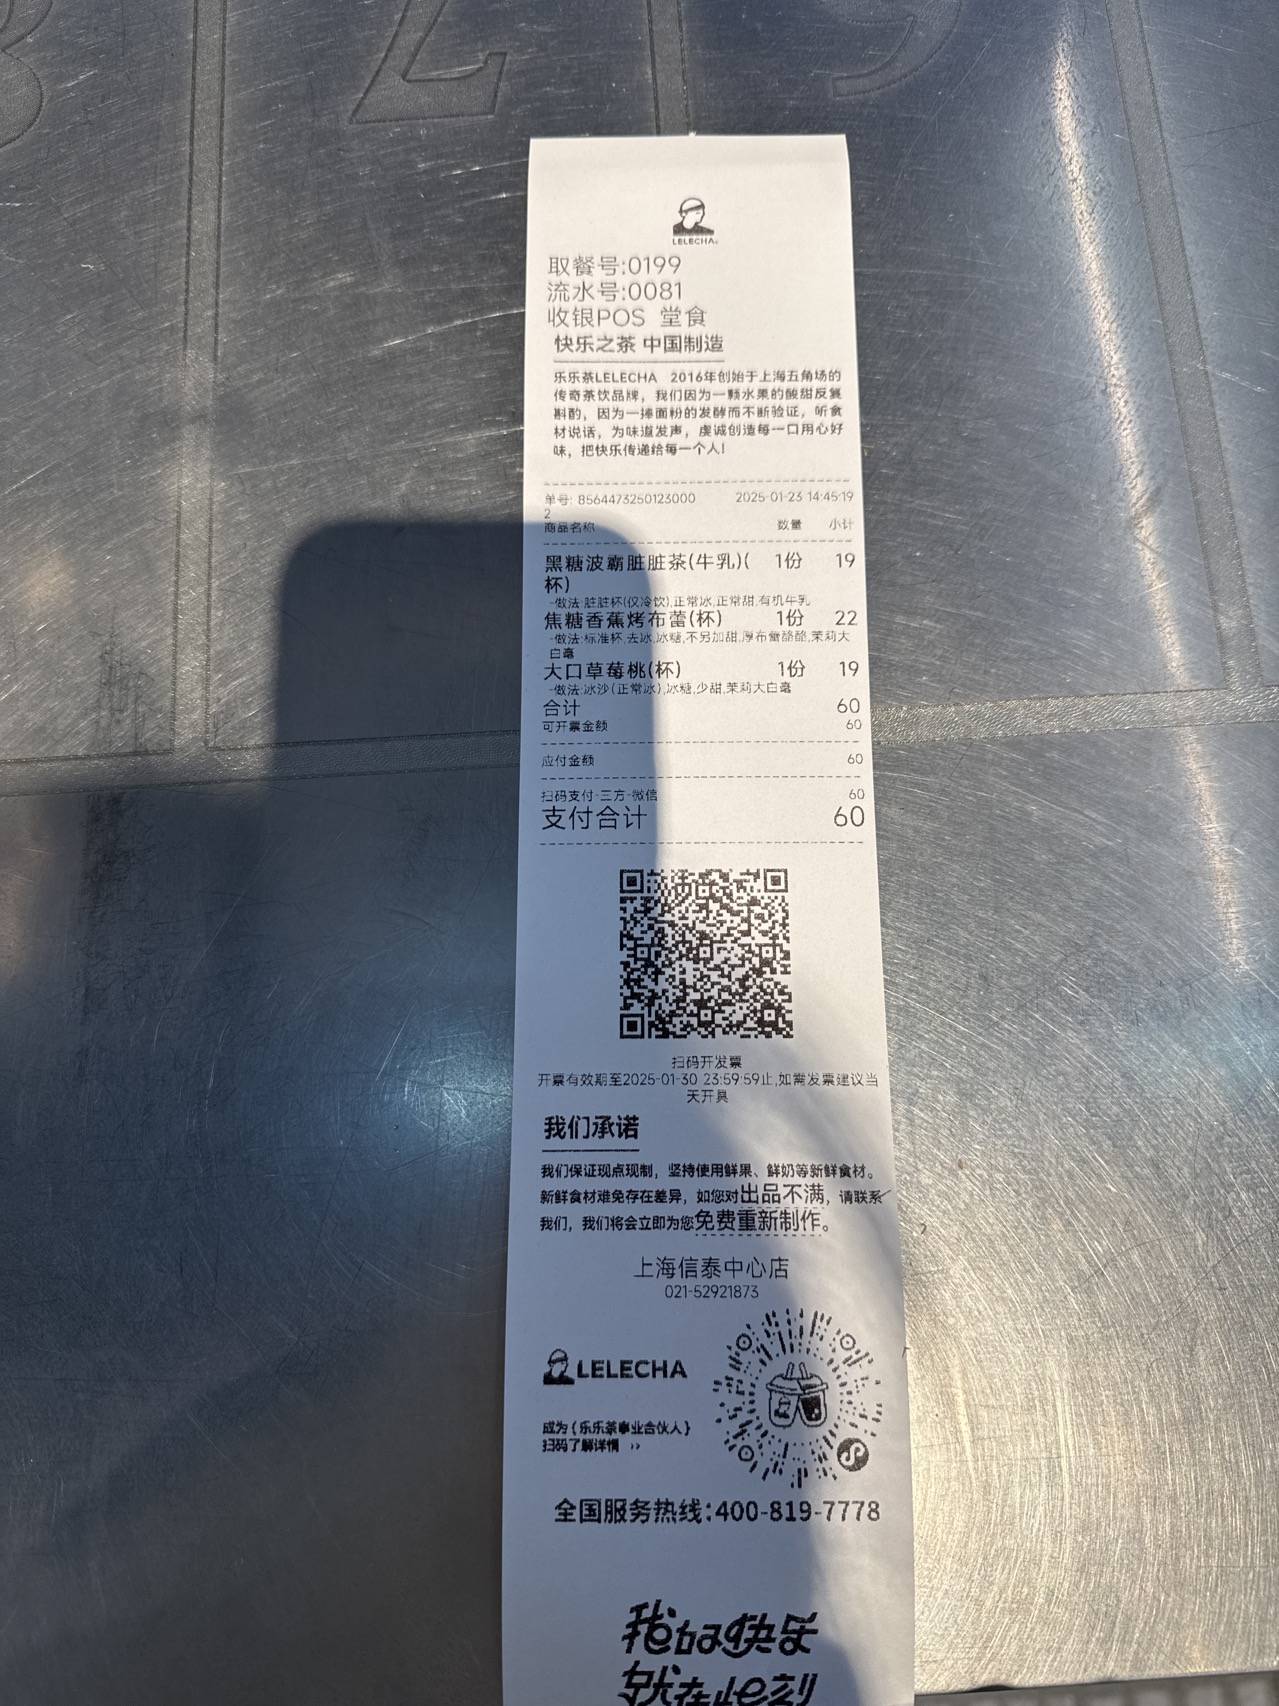 3 2 9
LELECHA
取餐号:0199
流水号:0081
收银POS 堂食
快乐之茶 中国制造
乐乐茶LELECHA 2016年创始于上海五角场的
传奇茶饮品牌，我们因为一颗水果的酸甜反复
斟酌，因为一捧面粉的发酵而不断验证，听食
材说话，为味道发声，虔诚创造每一口用心好
味，把快乐传递给每一个人!
单号: 8564473250123000 2025-01-23 14:45:19
2
商品名称 数量 小计
黑糖波霸脏脏茶(牛乳)( 1份 19
杯)
-做法:脏脏杯(仅冷饮),正常冰,正常甜,有机牛乳
焦糖香蕉烤布蕾(杯) 1份 22
-做法:标准杯,去冰,冰糖,不另加甜,厚布蕾酪酪,茉莉大
白毫
大口草莓桃(杯) 1份 19
-做法:冰沙(正常冰),冰糖,少甜,茉莉大白毫
合计 60
可开票金额 60
应付金额 60
扫码支付-三方-微信 60
支付合计 60
扫码开发票
开票有效期至2025-01-30 23:59:59止,如需发票建议当
天开具
我们承诺
我们保证现点现制，坚持使用鲜果、鲜奶等新鲜食材。
新鲜食材难免存在差异，如您对出品不满，请联系
我们，我们将会立即为您免费重新制作。
上海信泰中心店
021-52921873
LELECHA
成为{乐乐茶事业合伙人}
扫码了解详情 ››
全国服务热线:400-819-7778
我的快乐
就在此刻